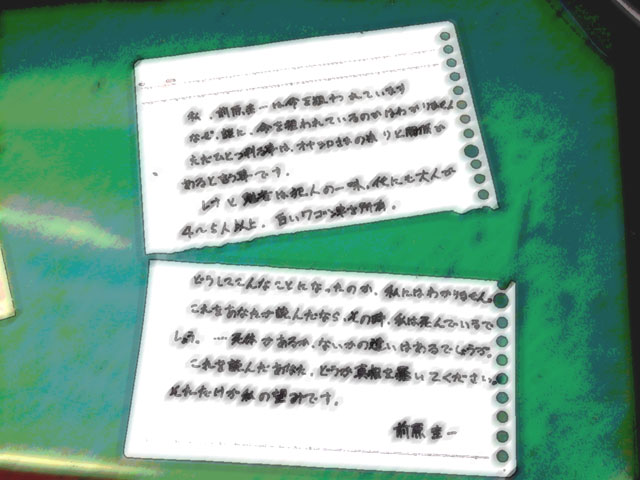 私、前原圭一は命を狙われています
なぜ、誰に、命を狙われているのかはわかりません
ただひとつ判る事は、オヤシロさまの祟りと関係が
あると言う事です。
レナと魅音は犯人の一味。他にも大人が
4〜5人以上。白いワゴン車を所有。
どうしてこんなことになったのか、私にはわかりません
これをあなたが読んだなら、その時、私は死んでいるで
しょう。…死体があるか、ないかの違いはあるでしょうが。
これを読んだあなた。どうか真相を暴いてください。
それだけが私の望みです。
前原圭一